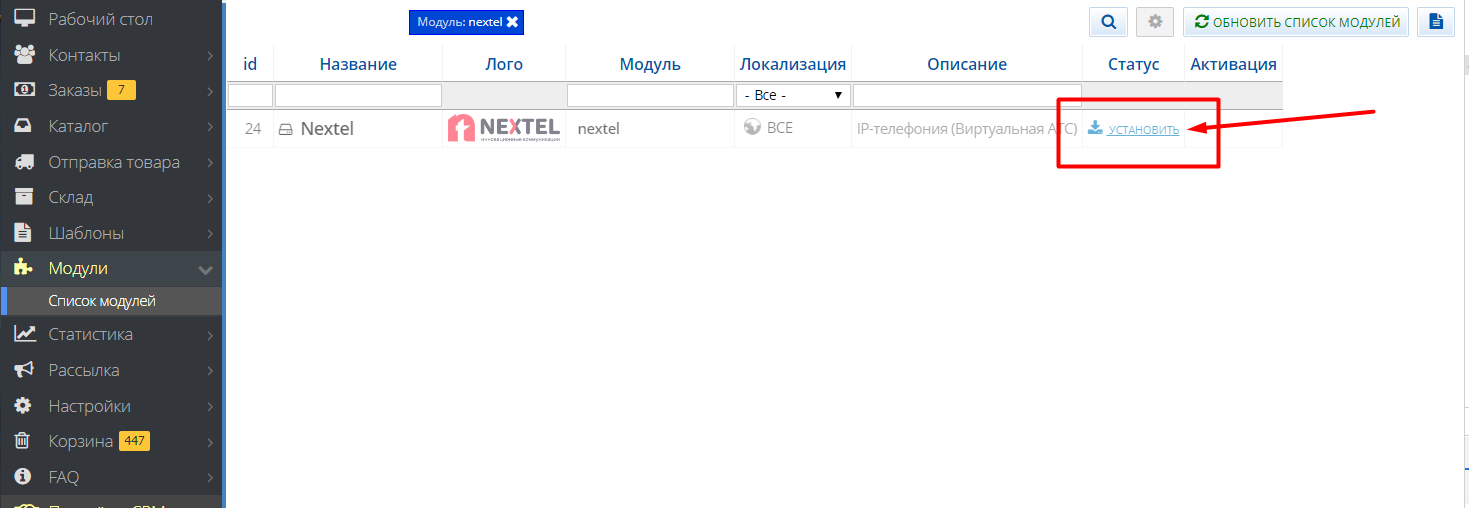 Рабочий стол
Контакты
Заказы 7
Каталог
Отправка товара
Склад
Шаблоны
Модули
Список модулей
Статистика
Рассылка
Настройки
Корзина 447
FAQ
Модуль: nextel
ОБНОВИТЬ СПИСОК МОДУЛЕЙ
id Название Лого Модуль Локализация Описание Статус Активация
- Все -
24 Nextel NEXTEL nextel ВСЕ IP-телефония (Виртуальная АТС) УСТАНОВИТЬ
инновационные коммуникации